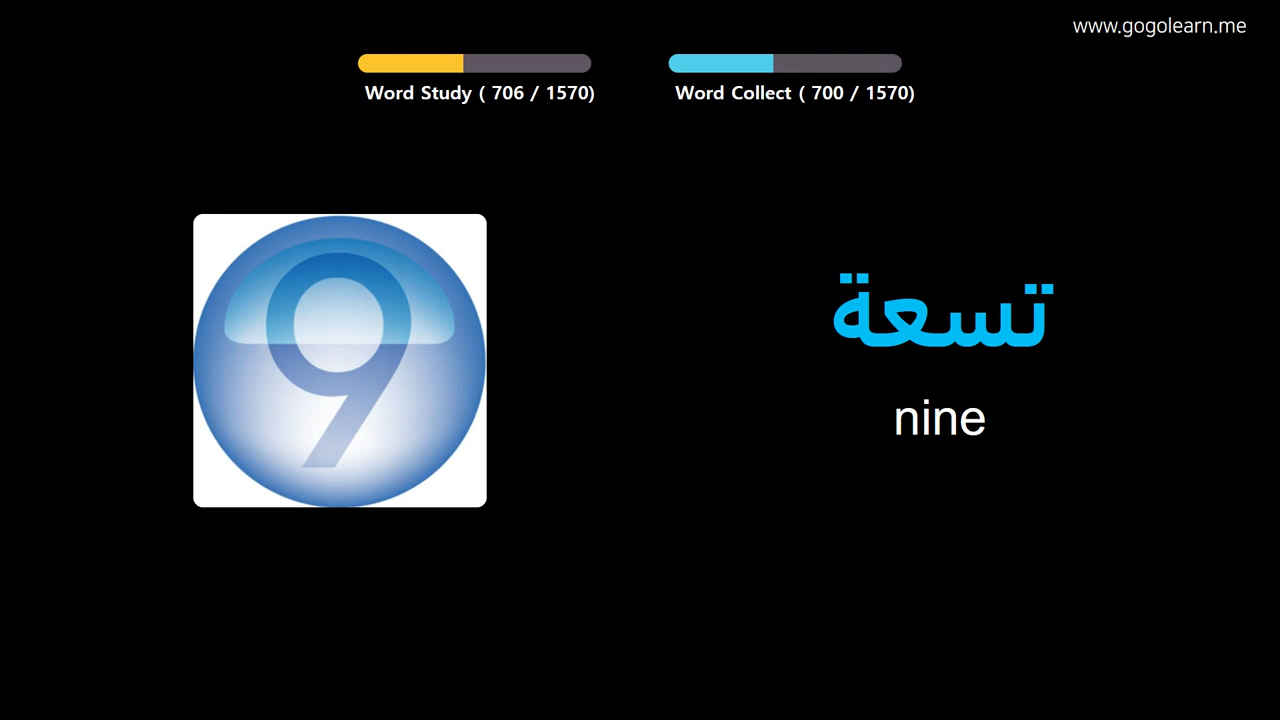 www.gogolearn.me
Word Study ( 706 / 1570)
Word Collect ( 700 / 1570)
9
تسعة
nine